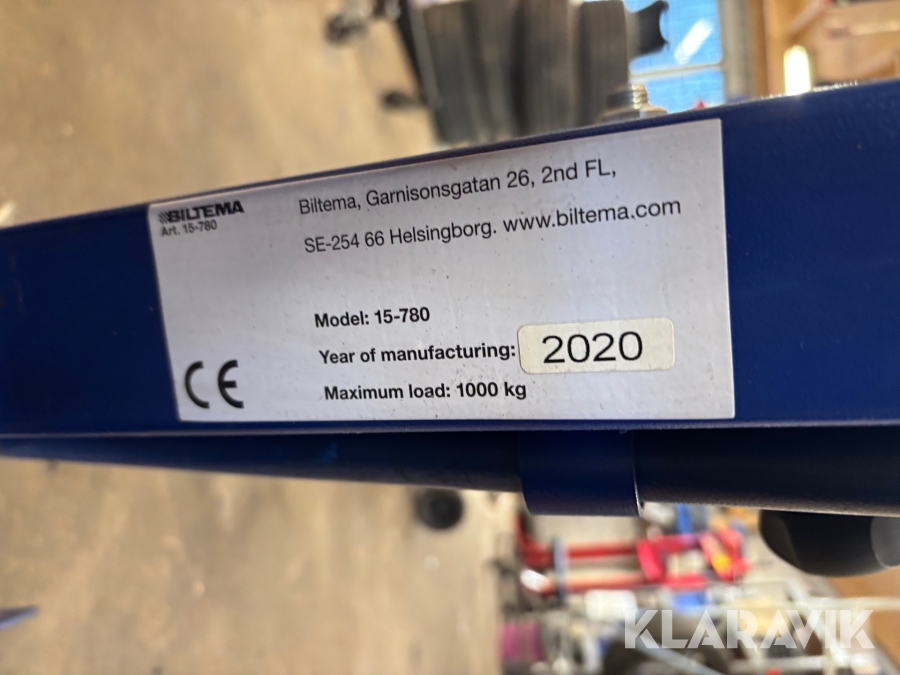 BILTEMA
Art. 15-780
Biltema, Garnisonsgatan 26, 2nd FL,
SE-254 66 Helsingborg. www.biltema.com
Model: 15-780
Year of manufacturing: 2020
Maximum load: 1000 kg
CE
KLARAVIK